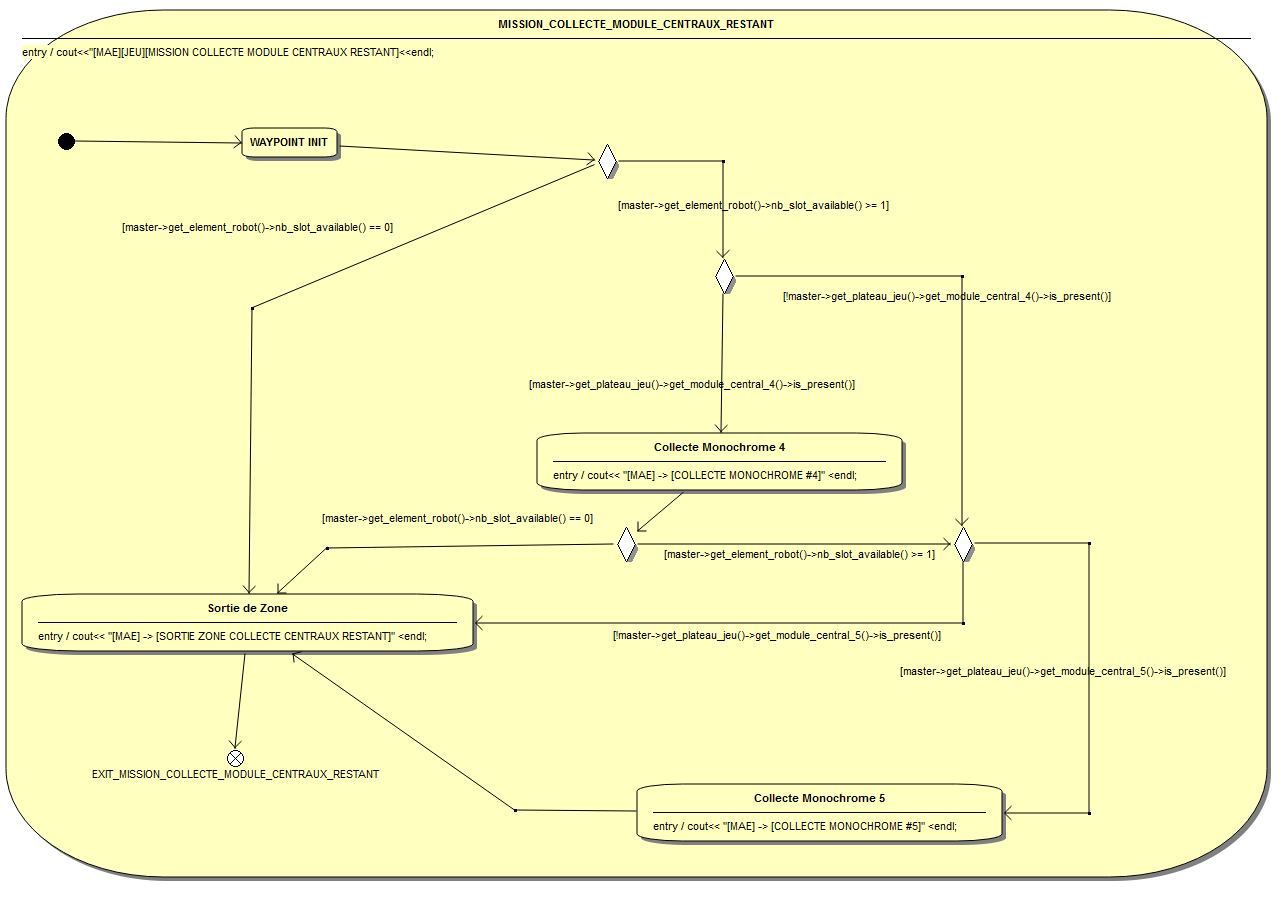 MISSION_COLLECTE_MODULE_CENTRAUX_RESTANT
entry / cout<<"[MAE][JEU][MISSION COLLECTE MODULE CENTRAUX RESTANT]<<endl;
WAYPOINT INIT
[master->get_element_robot()->nb_slot_available() >= 1]
[master->get_element_robot()->nb_slot_available() == 0]
[!master->get_plateau_jeu()->get_module_central_4()->is_present()]
[master->get_plateau_jeu()->get_module_central_4()->is_present()]
Collecte Monochrome 4
entry / cout<< "[MAE] -> [COLLECTE MONOCHROME #4]" <endl;
[master->get_element_robot()->nb_slot_available() == 0]
[master->get_element_robot()->nb_slot_available() >= 1]
Sortie de Zone
entry / cout<< "[MAE] -> [SORTIE ZONE COLLECTE CENTRAUX RESTANT]" <endl;
[!master->get_plateau_jeu()->get_module_central_5()->is_present()]
[master->get_plateau_jeu()->get_module_central_5()->is_present()]
EXIT_MISSION_COLLECTE_MODULE_CENTRAUX_RESTANT
Collecte Monochrome 5
entry / cout<< "[MAE] -> [COLLECTE MONOCHROME #5]" <endl;